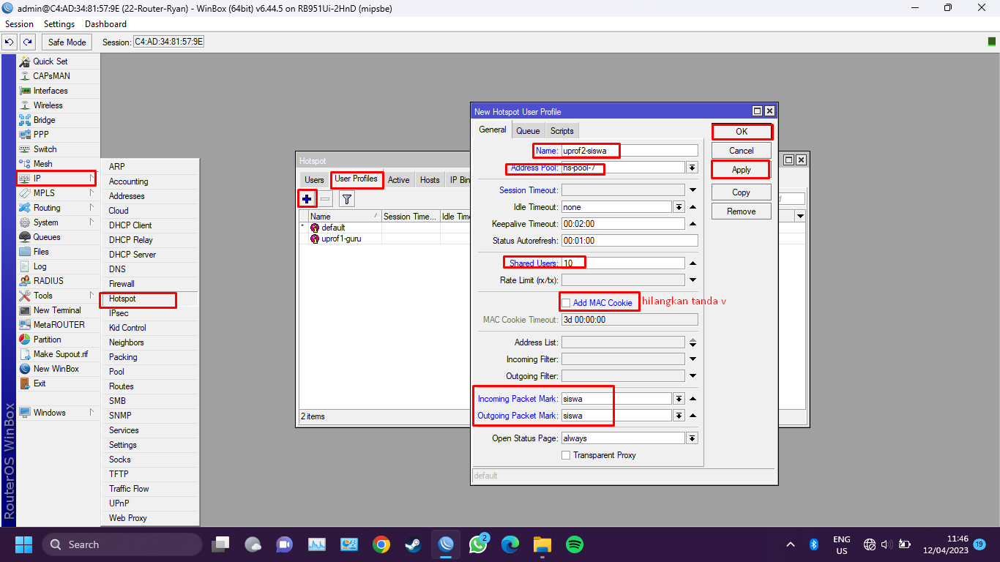 admin@C4:AD:34:81:57:9E (22-Router-Ryan) - WinBox (64bit) v6.44.5 on RB951Ui-2HnD (mipsbe)
Session Settings Dashboard
Safe Mode Session: C4:AD:34:81:57:9E
Quick Set
CAPsMAN
Interfaces
Wireless
Bridge
PPP
Switch
Mesh
IP
MPLS
Routing
System
Queues
Files
Log
RADIUS
Tools
New Terminal
MetaROUTER
Partition
Make Supout.rif
New WinBox
Exit
Windows
RouterOS WinBox
ARP
Accounting
Addresses
Cloud
DHCP Client
DHCP Relay
DHCP Server
DNS
Firewall
Hotspot
IPsec
Kid Control
Neighbors
Packing
Pool
Routes
SMB
SNMP
Services
Settings
Socks
TFTP
Traffic Flow
UPnP
Web Proxy
Hotspot
Users User Profiles Active Hosts IP Bin
Name Session Time... Idle Time
* default
uprof1-guru
2 items
New Hotspot User Profile
General Queue Scripts
Name: uprof2-siswa
Address Pool: hs-pool-7
Session Timeout:
Idle Timeout: none
Keepalive Timeout: 00:02:00
Status Autorefresh: 00:01:00
Shared Users: 10
Rate Limit (rx/tx):
Add MAC Cookie hilangkan tanda v
MAC Cookie Timeout: 3d 00:00:00
Address List:
Incoming Filter:
Outgoing Filter:
Incoming Packet Mark: siswa
Outgoing Packet Mark: siswa
Open Status Page: always
Transparent Proxy
default
OK
Cancel
Apply
Copy
Remove
Search
2
ENG
US
11:46
12/04/2023
19